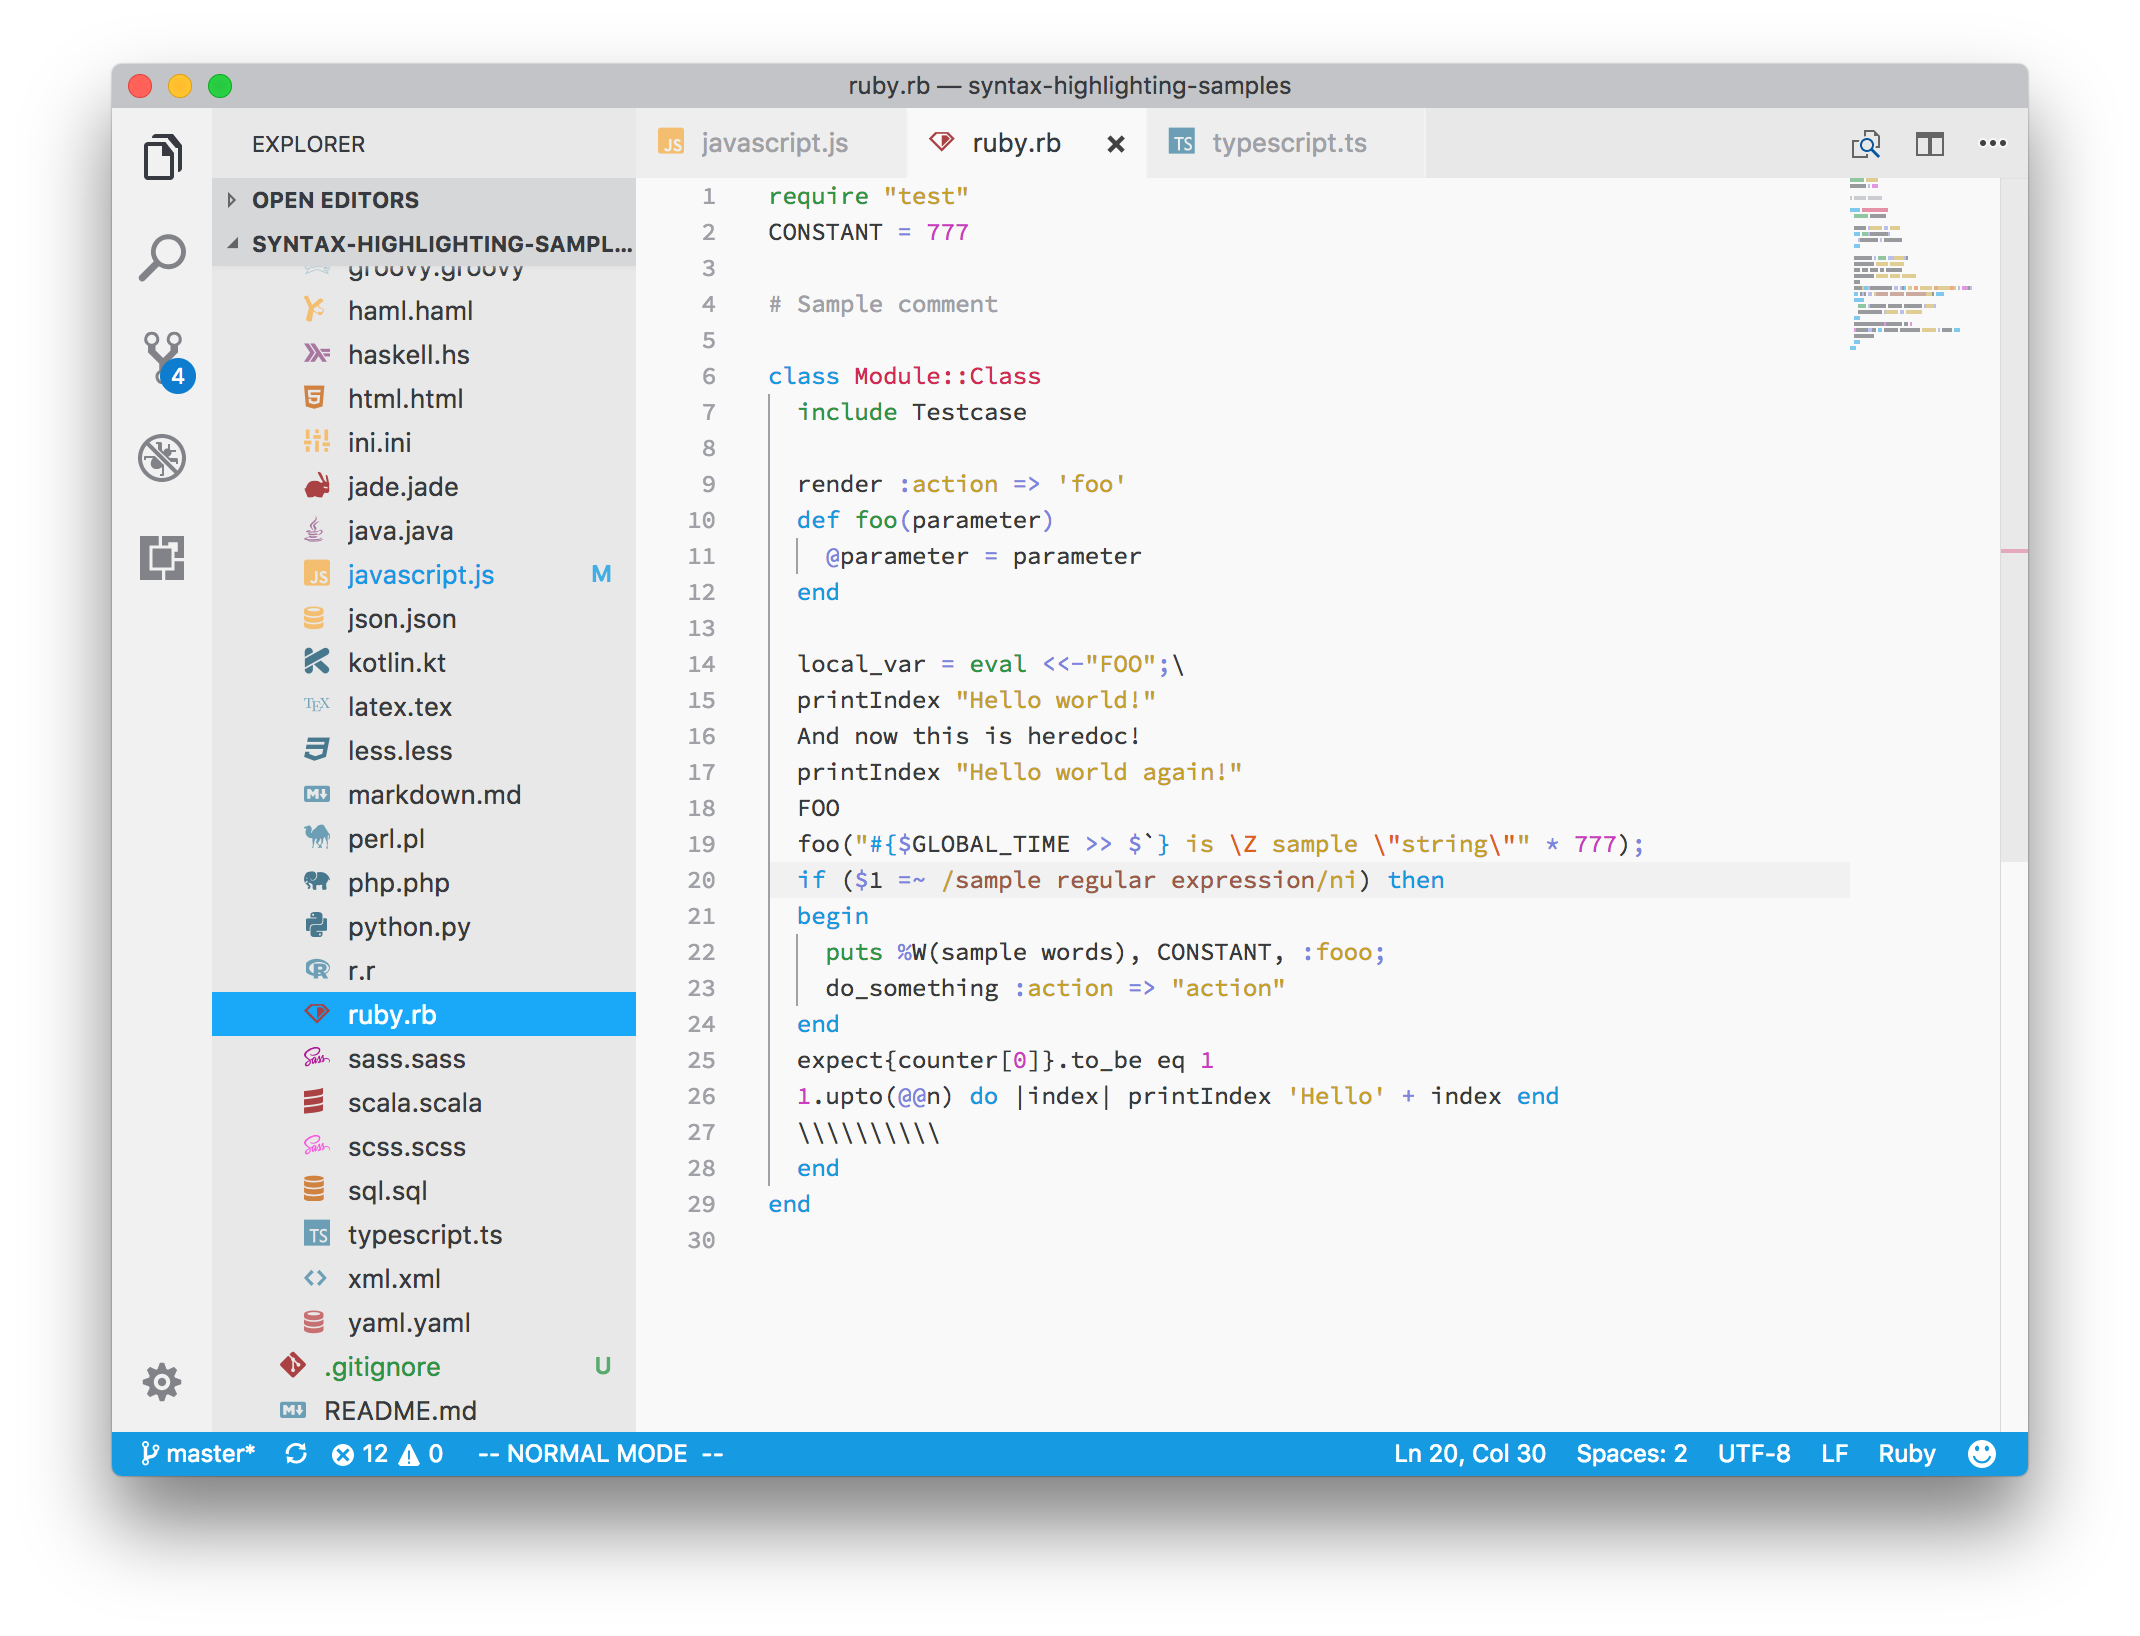 ruby.rb — syntax-highlighting-samples
EXPLORER
OPEN EDITORS
SYNTAX-HIGHLIGHTING-SAMPL...
groovy.groovy
haml.haml
haskell.hs
html.html
ini.ini
jade.jade
java.java
JS javascript.js M
json.json
kotlin.kt
TEX latex.tex
less.less
M markdown.md
perl.pl
php.php
python.py
R r.r
ruby.rb
Sass sass.sass
scala.scala
Sass scss.scss
sql.sql
TS typescript.ts
xml.xml
yaml.yaml
.gitignore U
M README.md
4
JS javascript.js ruby.rb × TS typescript.ts ...
1 require "test"
2 CONSTANT = 777
3
4 # Sample comment
5
6 class Module::Class
7 include Testcase
8
9 render :action => 'foo'
10 def foo(parameter)
11 @parameter = parameter
12 end
13
14 local_var = eval <<-"FOO";\
15 printIndex "Hello world!"
16 And now this is heredoc!
17 printIndex "Hello world again!"
18 FOO
19 foo("#{$GLOBAL_TIME >> $`} is \Z sample \"string\"" * 777);
20 if ($1 =~ /sample regular expression/ni) then
21 begin
22 puts %W(sample words), CONSTANT, :fooo;
23 do_something :action => "action"
24 end
25 expect{counter[0]}.to_be eq 1
26 1.upto(@@n) do |index| printIndex 'Hello' + index end
27 \\\\\\\\\\
28 end
29 end
30
master* 12 0 -- NORMAL MODE -- Ln 20, Col 30 Spaces: 2 UTF-8 LF Ruby